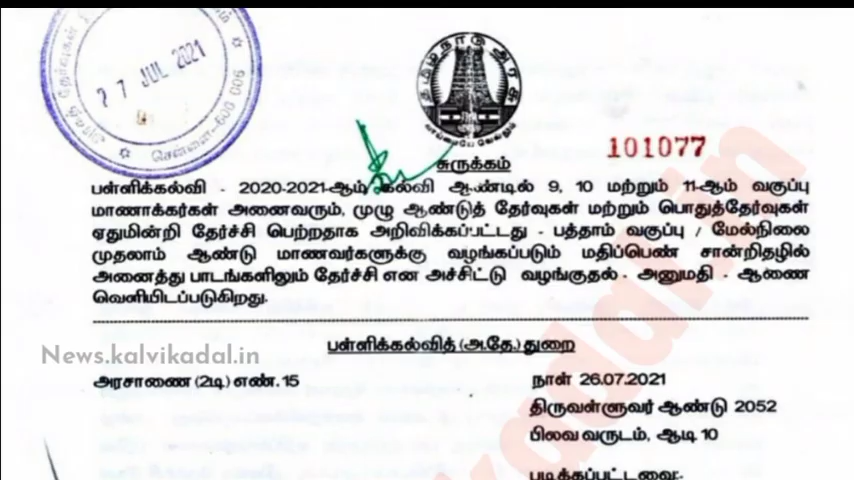 27 JUL 2021
சென்னை-600 006
தமிழ்நாடு அரசு
வாய்மையே வெல்லும்
101077
சுருக்கம்
பள்ளிக்கல்வி - 2020-2021-ஆம் கல்வி ஆண்டில் 9, 10 மற்றும் 11-ஆம் வகுப்பு
மாணாக்கர்கள் அனைவரும், முழு ஆண்டுத் தேர்வுகள் மற்றும் பொதுத்தேர்வுகள்
ஏதுமின்றி தேர்ச்சி பெற்றதாக அறிவிக்கப்பட்டது - பத்தாம் வகுப்பு / மேல்நிலை
முதலாம் ஆண்டு மாணவர்களுக்கு வழங்கப்படும் மதிப்பெண் சான்றிதழில்
அனைத்து பாடங்களிலும் தேர்ச்சி என அச்சிட்டு வழங்குதல் - அனுமதி - ஆணை
வெளியிடப்படுகிறது.
பள்ளிக்கல்வித் (அ.தே.) துறை
News.kalvikadal.in
அரசாணை (2டி) எண். 15
நாள் 26.07.2021
திருவள்ளுவர் ஆண்டு 2052
பிலவ வருடம், ஆடி 10
படிக்கப்பட்டவை:-